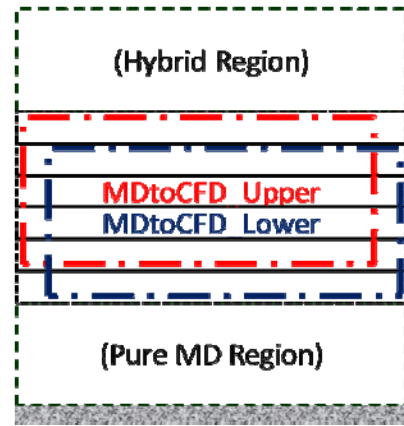 (Hybrid Region)
MDtoCFD Upper
MDtoCFD Lower
(Pure MD Region)